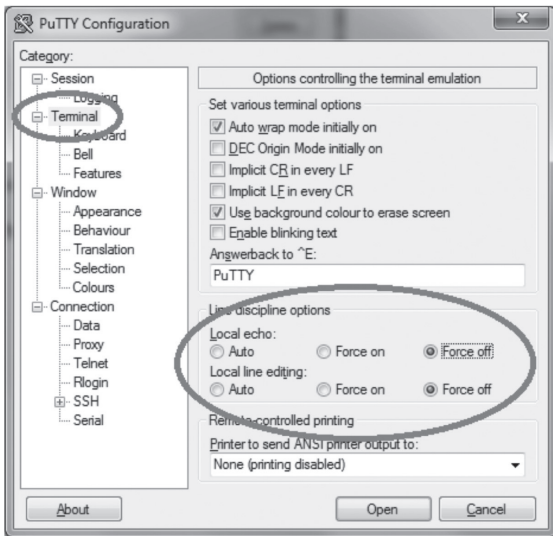 PuTTY Configuration
Category:
Session
Logging
Terminal
Keyboard
Bell
Features
Window
Appearance
Behaviour
Translation
Selection
Colours
Connection
Data
Proxy
Telnet
Rlogin
SSH
Serial
About
Options controlling the terminal emulation
Set various terminal options
Auto wrap mode initially on
DEC Origin Mode initially on
Implicit CR in every LF
Implicit LF in every CR
Use background colour to erase screen
Enable blinking text
Answerback to ^E:
PuTTY
Line discipline options
Local echo:
Auto Force on Force off
Local line editing:
Auto Force on Force off
Remote-controlled printing
Printer to send ANSI printer output to:
None (printing disabled)
Open Cancel